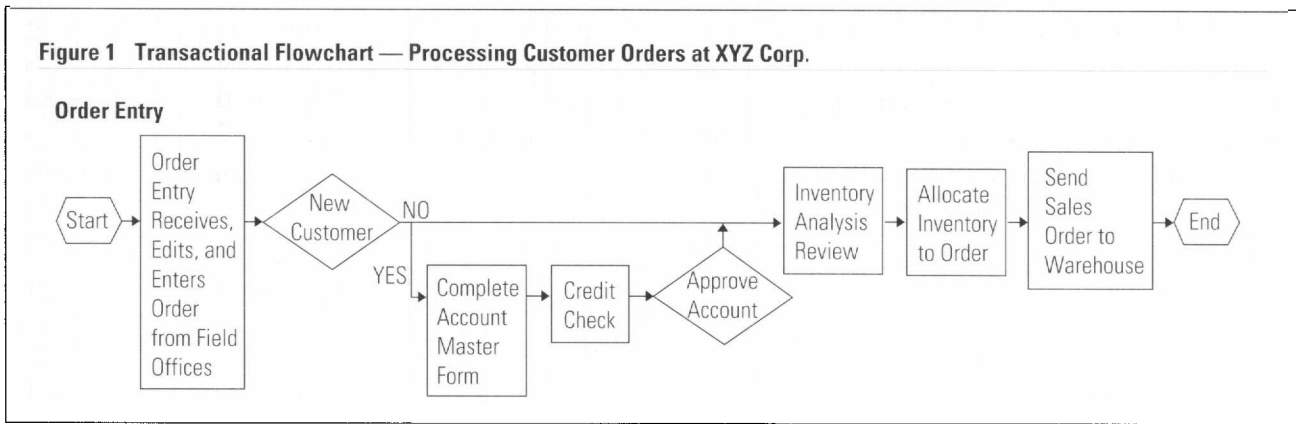 Figure 1 Transactional Flowchart — Processing Customer Orders at XYZ Corp.
Order Entry
Start
Order
Entry
Receives,
Edits, and
Enters
Order
from Field
Offices
New
Customer
NO
YES
Complete
Account
Master
Form
Credit
Check
Approve
Account
Inventory
Analysis
Review
Allocate
Inventory
to Order
Send
Sales
Order to
Warehouse
End